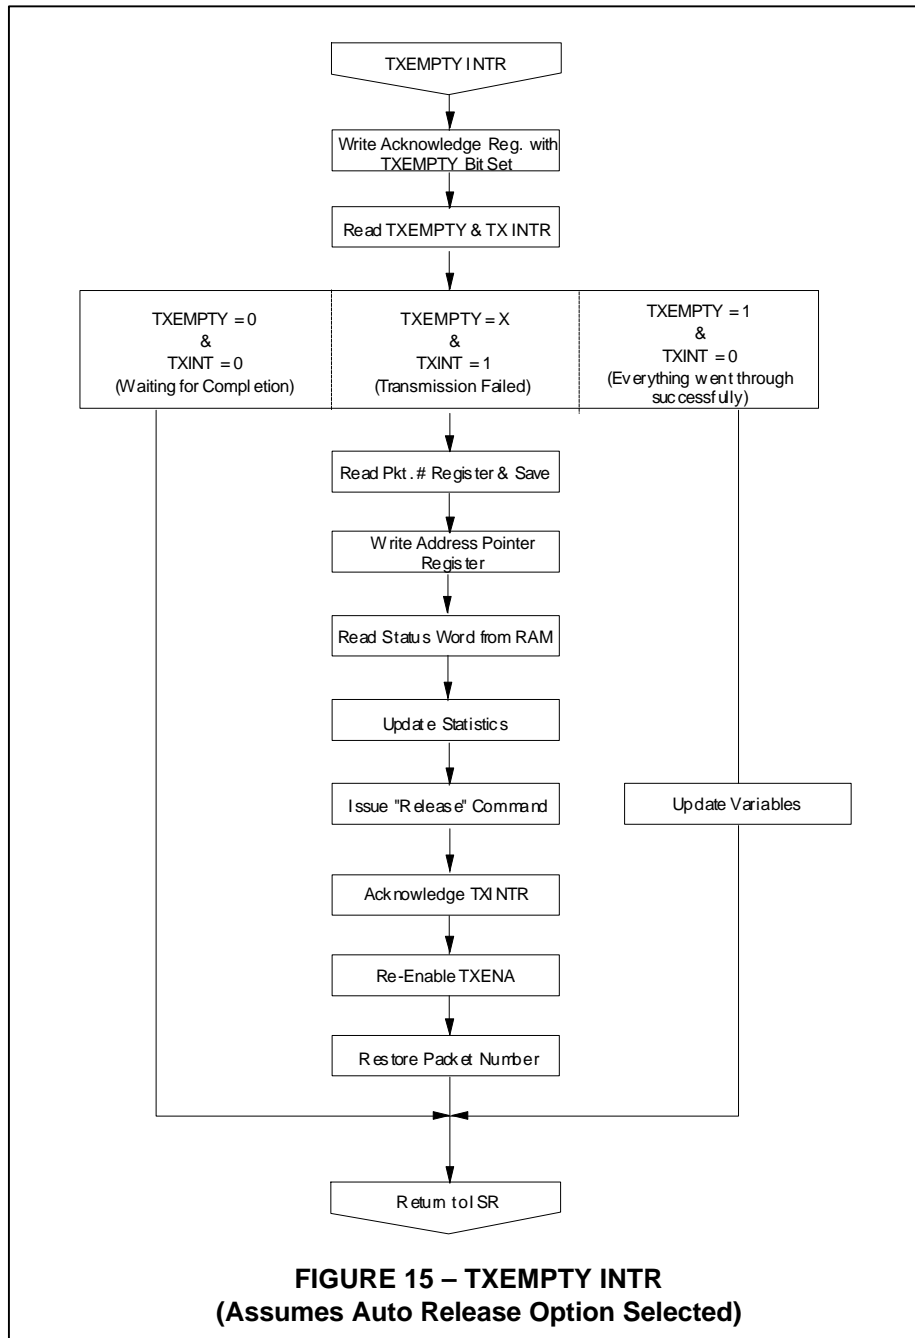 TXEMPTY INTR
Write Acknowledge Reg. with
TXEMPTY Bit Set
Read TXEMPTY & TX INTR
TXEMPTY = 0
&
TXINT = 0
(Waiting for Completion)
TXEMPTY = X
&
TXINT = 1
(Transmission Failed)
TXEMPTY = 1
&
TXINT = 0
(Everything went through
successfully)
Read Pkt. # Register & Save
Write Address Pointer
Register
Read Status Word from RAM
Update Statistics
Issue "Release" Command
Update Variables
Acknowledge TXINTR
Re-Enable TXENA
Restore Packet Number
Return to ISR
FIGURE 15 – TXEMPTY INTR
(Assumes Auto Release Option Selected)